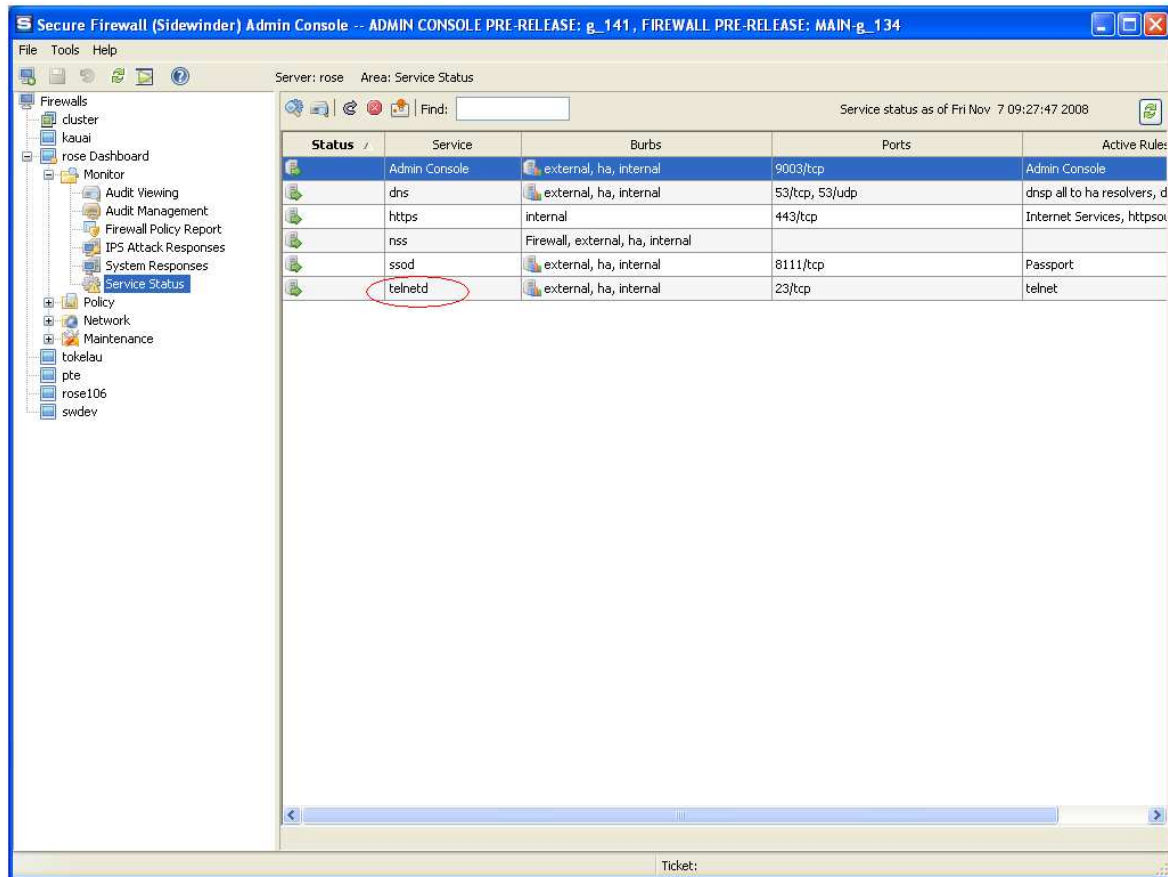 Secure Firewall (Sidewinder) Admin Console -- ADMIN CONSOLE PRE-RELEASE: g_141, FIREWALL PRE-RELEASE: MAIN-g_134
File Tools Help
Server: rose Area: Service Status
Firewalls
cluster
kauai
rose Dashboard
Monitor
Audit Viewing
Audit Management
Firewall Policy Report
IPS Attack Responses
System Responses
Service Status
Policy
Network
Maintenance
tokelau
pte
rose106
swdev
Find: Service status as of Fri Nov 7 09:27:47 2008
Status Service Burbs Ports Active Rules
Admin Console external, ha, internal 9003/tcp Admin Console
dns external, ha, internal 53/tcp, 53/udp dnsp all to ha resolvers, d
https internal 443/tcp Internet Services, httpsou
nss Firewall, external, ha, internal
ssod external, ha, internal 8111/tcp Passport
telnetd external, ha, internal 23/tcp telnet
Ticket: